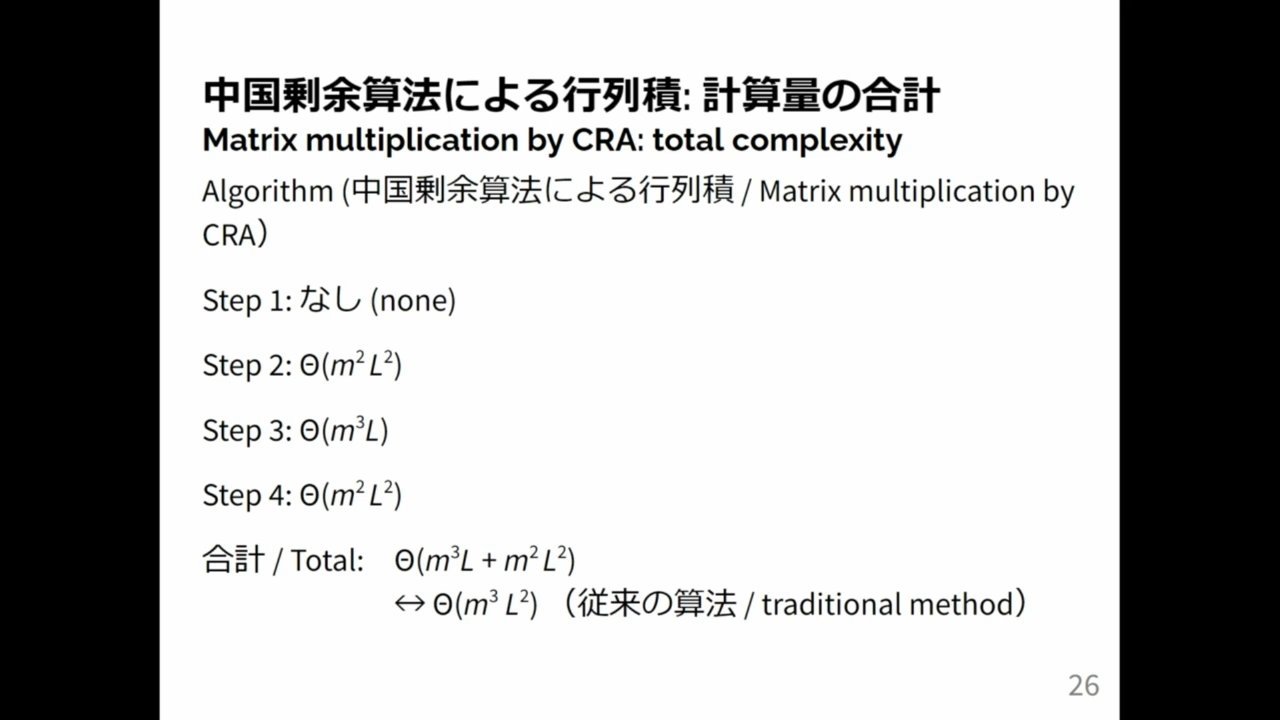 中国剰余算法による行列積: 計算量の合計
Matrix multiplication by CRA: total complexity
Algorithm (中国剰余算法による行列積 / Matrix multiplication by
CRA）
Step 1: なし (none)
Step 2: Θ(m² L²)
Step 3: Θ(m³L)
Step 4: Θ(m² L²)
合計 / Total: Θ(m³L + m² L²)
↔ Θ(m³ L²) （従来の算法 / traditional method）
26